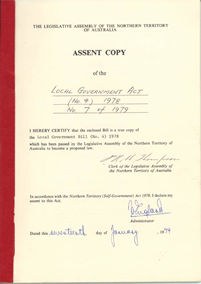 THE LEGISLATIVE ASSEMBLY OF THE NORTHERN TERRITORY
OF AUSTRALIA
ASSENT COPY
of the
LOCAL GOVERNMENT ACT
(No. 4) 1978
No. 7 of 1979
I HEREBY CERTIFY that the enclosed Bill is a true copy of
the Local Government Bill (No. 4) 1978
which has been passed by the Legislative Assembly of the Northern Territory of
Australia to become a proposed law.
Clerk of the Legislative Assembly of
the Northern Territory of Australia
In accordance with the Northern Territory (Self-Government) Act 1978, I declare my
assent to this Act.
Administrator
Dated this seventeenth day of January , 1979